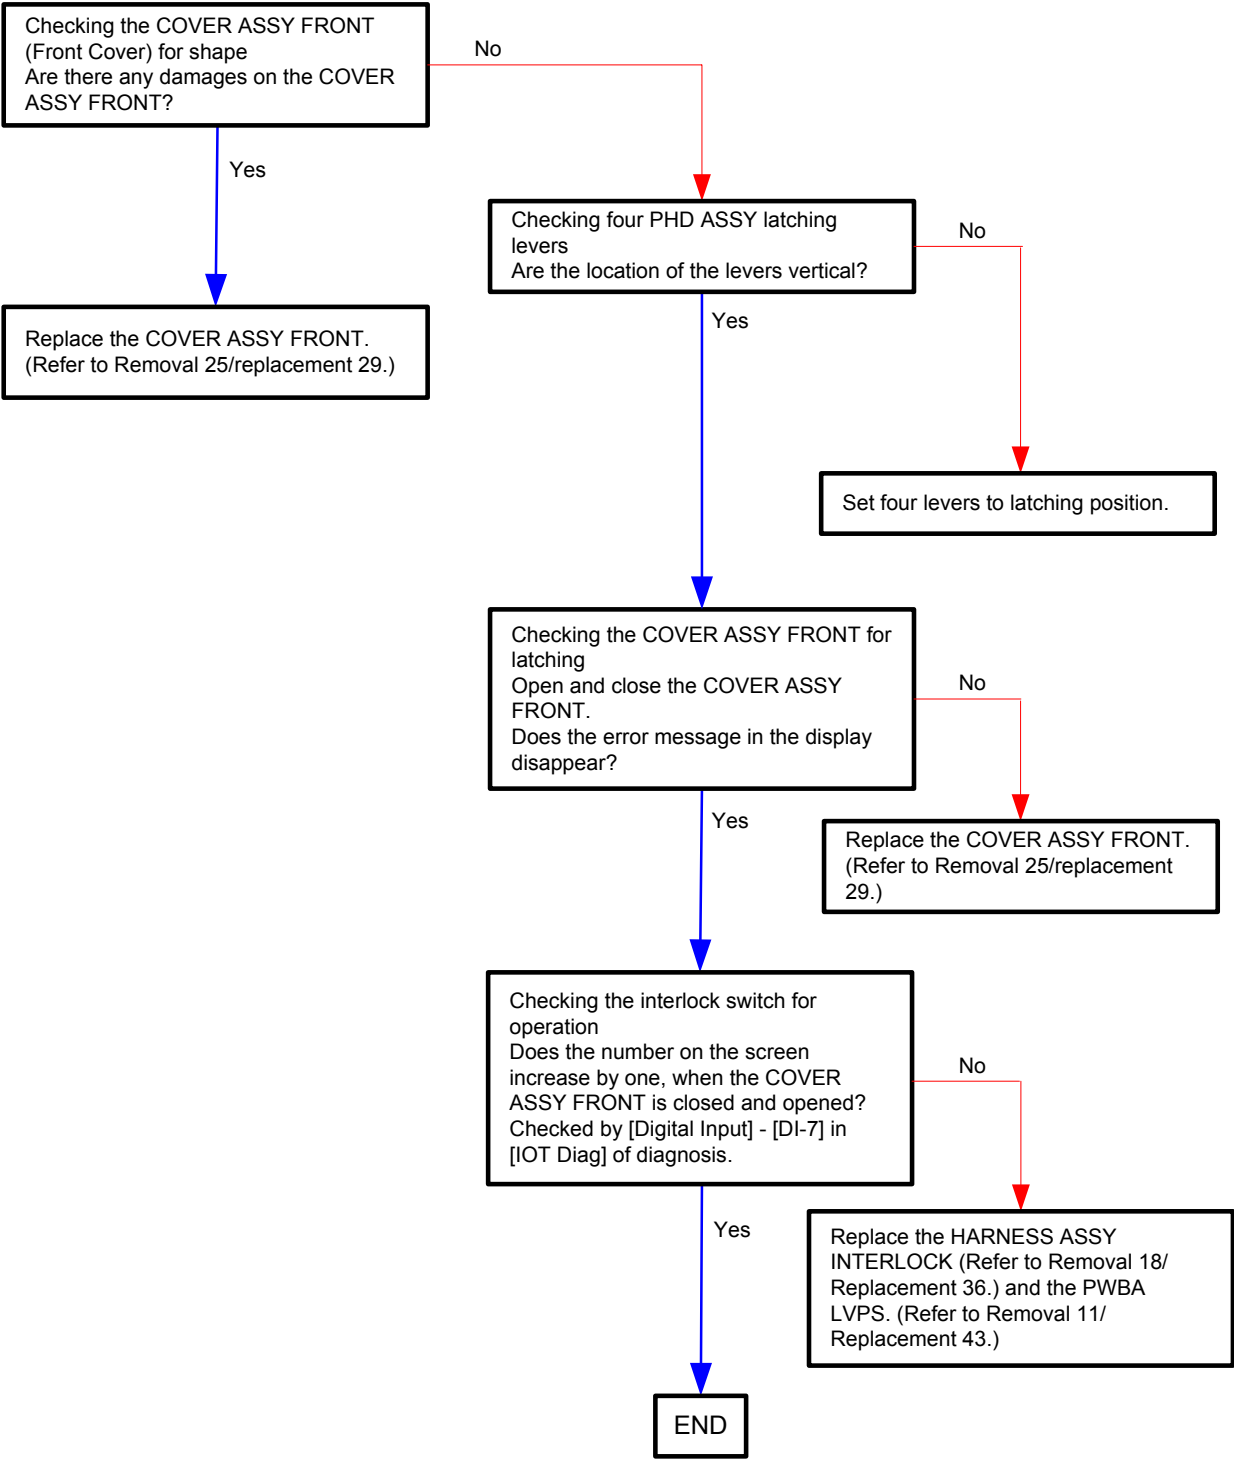 Checking the COVER ASSY FRONT
(Front Cover) for shape
Are there any damages on the COVER
ASSY FRONT?
No
Yes
Checking four PHD ASSY latching
levers
Are the location of the levers vertical?
No
Replace the COVER ASSY FRONT.
(Refer to Removal 25/replacement 29.)
Yes
Set four levers to latching position.
Checking the COVER ASSY FRONT for
latching
Open and close the COVER ASSY
FRONT.
Does the error message in the display
disappear?
No
Yes
Replace the COVER ASSY FRONT.
(Refer to Removal 25/replacement
29.)
Checking the interlock switch for
operation
Does the number on the screen
increase by one, when the COVER
ASSY FRONT is closed and opened?
Checked by [Digital Input] - [DI-7] in
[IOT Diag] of diagnosis.
No
Yes
Replace the HARNESS ASSY
INTERLOCK (Refer to Removal 18/
Replacement 36.) and the PWBA
LVPS. (Refer to Removal 11/
Replacement 43.)
END